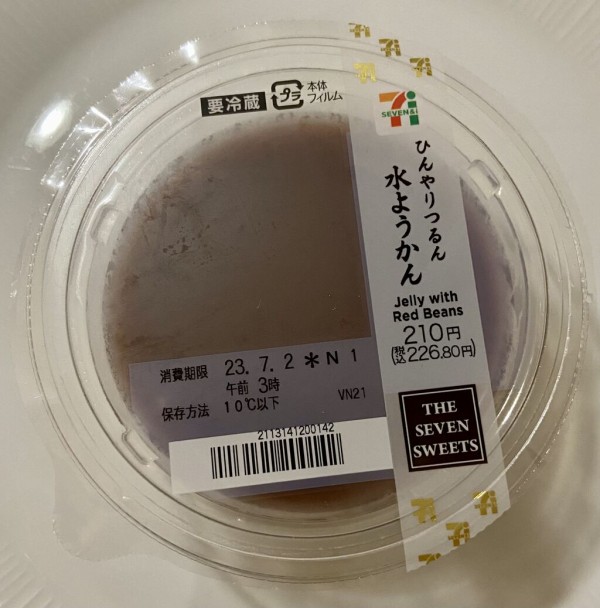 要冷蔵
プラ
本体
フィルム
7i
SEVEN&i
ひんやりつるん
水ようかん
Jelly with
Red Beans
210円
(税込226.80円)
消費期限 23.7.2 *N 1
午前 3時
保存方法 10℃以下 VN21
2113141200142
THE
SEVEN
SWEETS